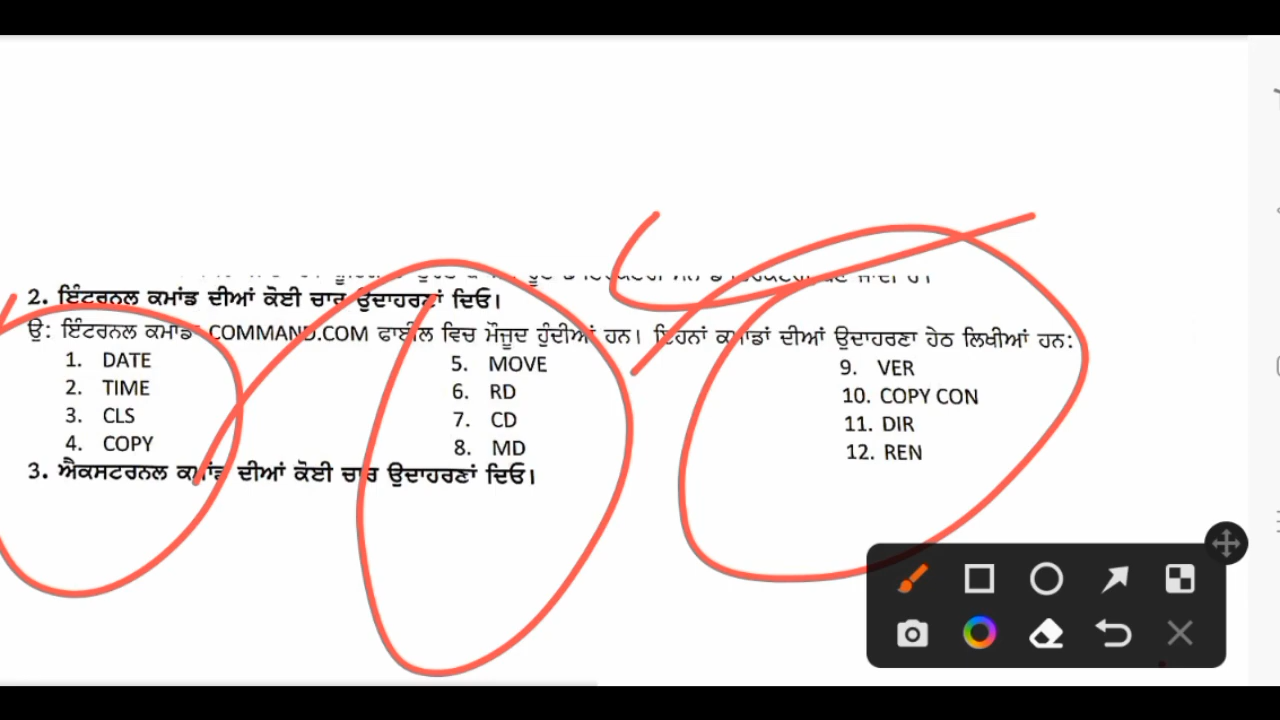 2. ਇੰਟਰਨਲ ਕਮਾਂਡ ਦੀਆਂ ਕੋਈ ਚਾਰ ਉਦਾਹਰਣਾਂ ਦਿਓ।
ਉ: ਇੰਟਰਨਲ ਕਮਾਂਡਾਂ COMMAND.COM ਫਾਈਲ ਵਿਚ ਮੌਜੂਦ ਹੁੰਦੀਆਂ ਹਨ। ਇਹਨਾਂ ਕਮਾਂਡਾਂ ਦੀਆਂ ਉਦਾਹਰਣਾ ਹੇਠ ਲਿਖੀਆਂ ਹਨ:
1. DATE
2. TIME
3. CLS
4. COPY
5. MOVE
6. RD
7. CD
8. MD
9. VER
10. COPY CON
11. DIR
12. REN
3. ਐਕਸਟਰਨਲ ਕਮਾਂਡ ਦੀਆਂ ਕੋਈ ਚਾਰ ਉਦਾਹਰਣਾਂ ਦਿਓ।